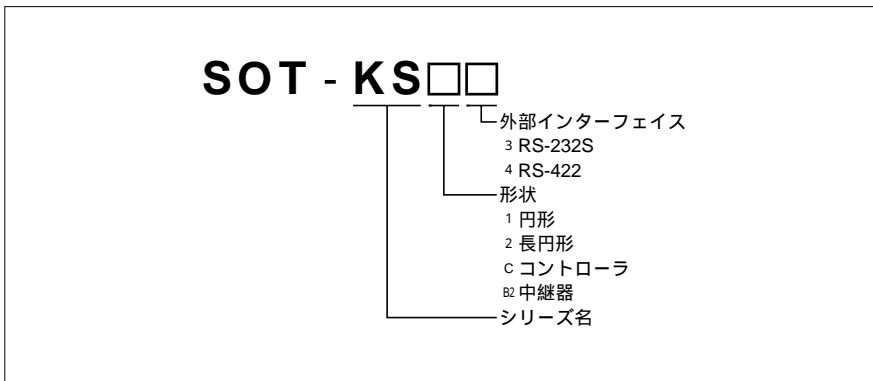 SOT-KS□□
外部インターフェイス
3 RS-232S
4 RS-422
形状
1 円形
2 長円形
C コントローラ
B2 中継器
シリーズ名